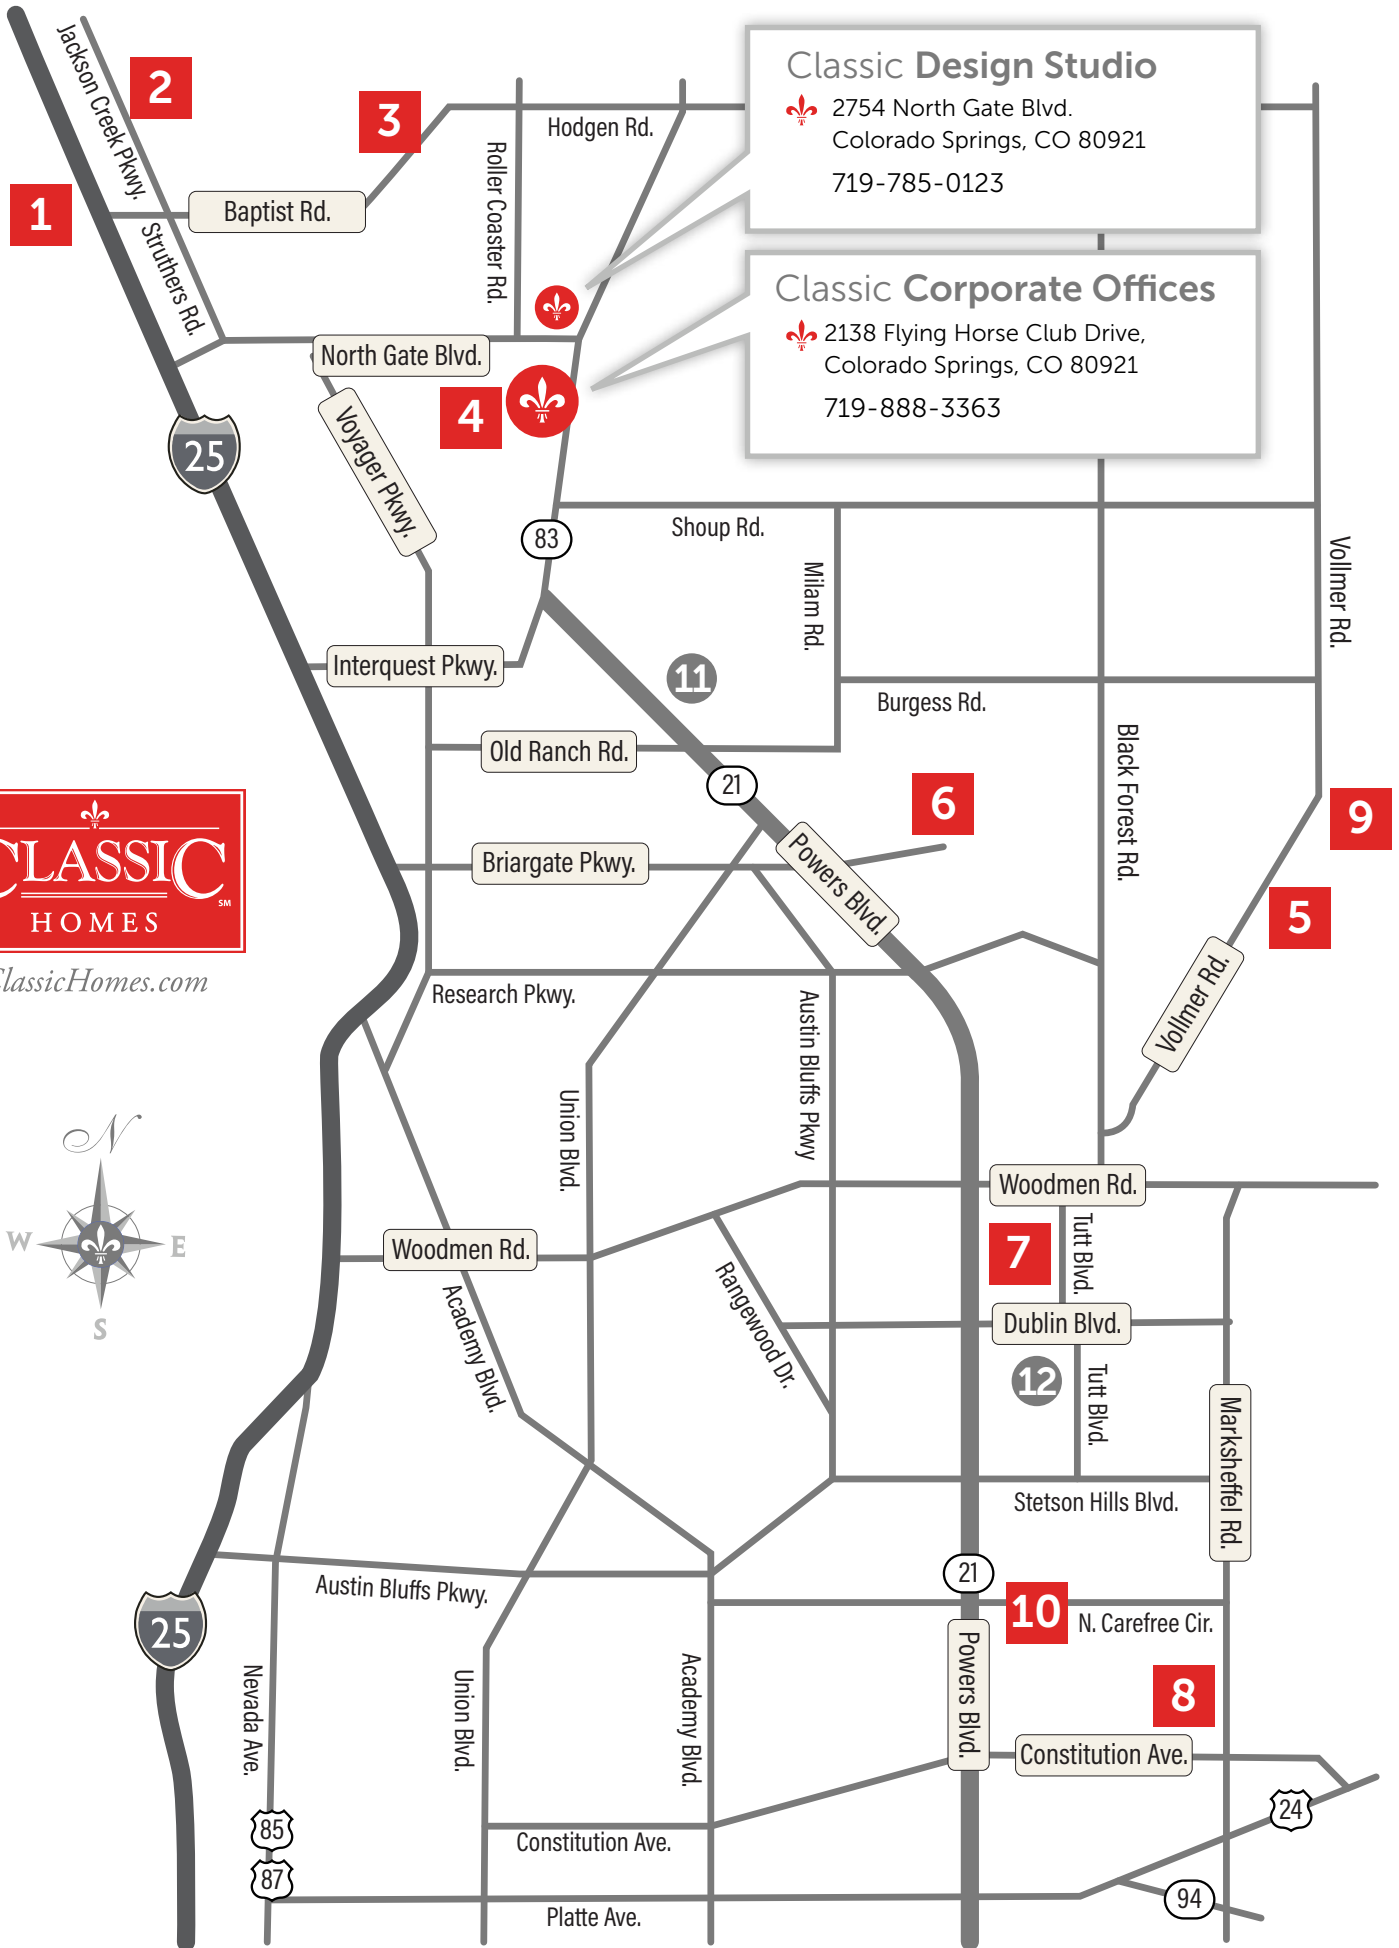 Classic Design Studio
2754 North Gate Blvd.
Colorado Springs, CO 80921
719-785-0123
Classic Corporate Offices
2138 Flying Horse Club Drive,
Colorado Springs, CO 80921
719-888-3363
Jackson Creek Pkwy.
2
3
Hodgen Rd.
1
Baptist Rd.
Roller Coaster Rd.
Struthers Rd.
North Gate Blvd.
4
Voyager Pkwy.
25
83
Shoup Rd.
Milam Rd.
Vollmer Rd.
Interquest Pkwy.
11
Burgess Rd.
Old Ranch Rd.
21
Black Forest Rd.
6
9
CLASSIC
SM
HOMES
ClassicHomes.com
Briargate Pkwy.
Powers Blvd.
5
Vollmer Rd.
Research Pkwy.
Austin Bluffs Pkwy
Union Blvd.
N
W
E
S
Woodmen Rd.
Woodmen Rd.
7
Tutt Blvd.
Rangewood Dr.
Academy Blvd.
Dublin Blvd.
12
Tutt Blvd.
Marksheffel Rd.
Stetson Hills Blvd.
21
Austin Bluffs Pkwy.
10
N. Carefree Cir.
25
Nevada Ave.
Union Blvd.
Academy Blvd.
Powers Blvd.
8
Constitution Ave.
24
85
Constitution Ave.
87
94
Platte Ave.